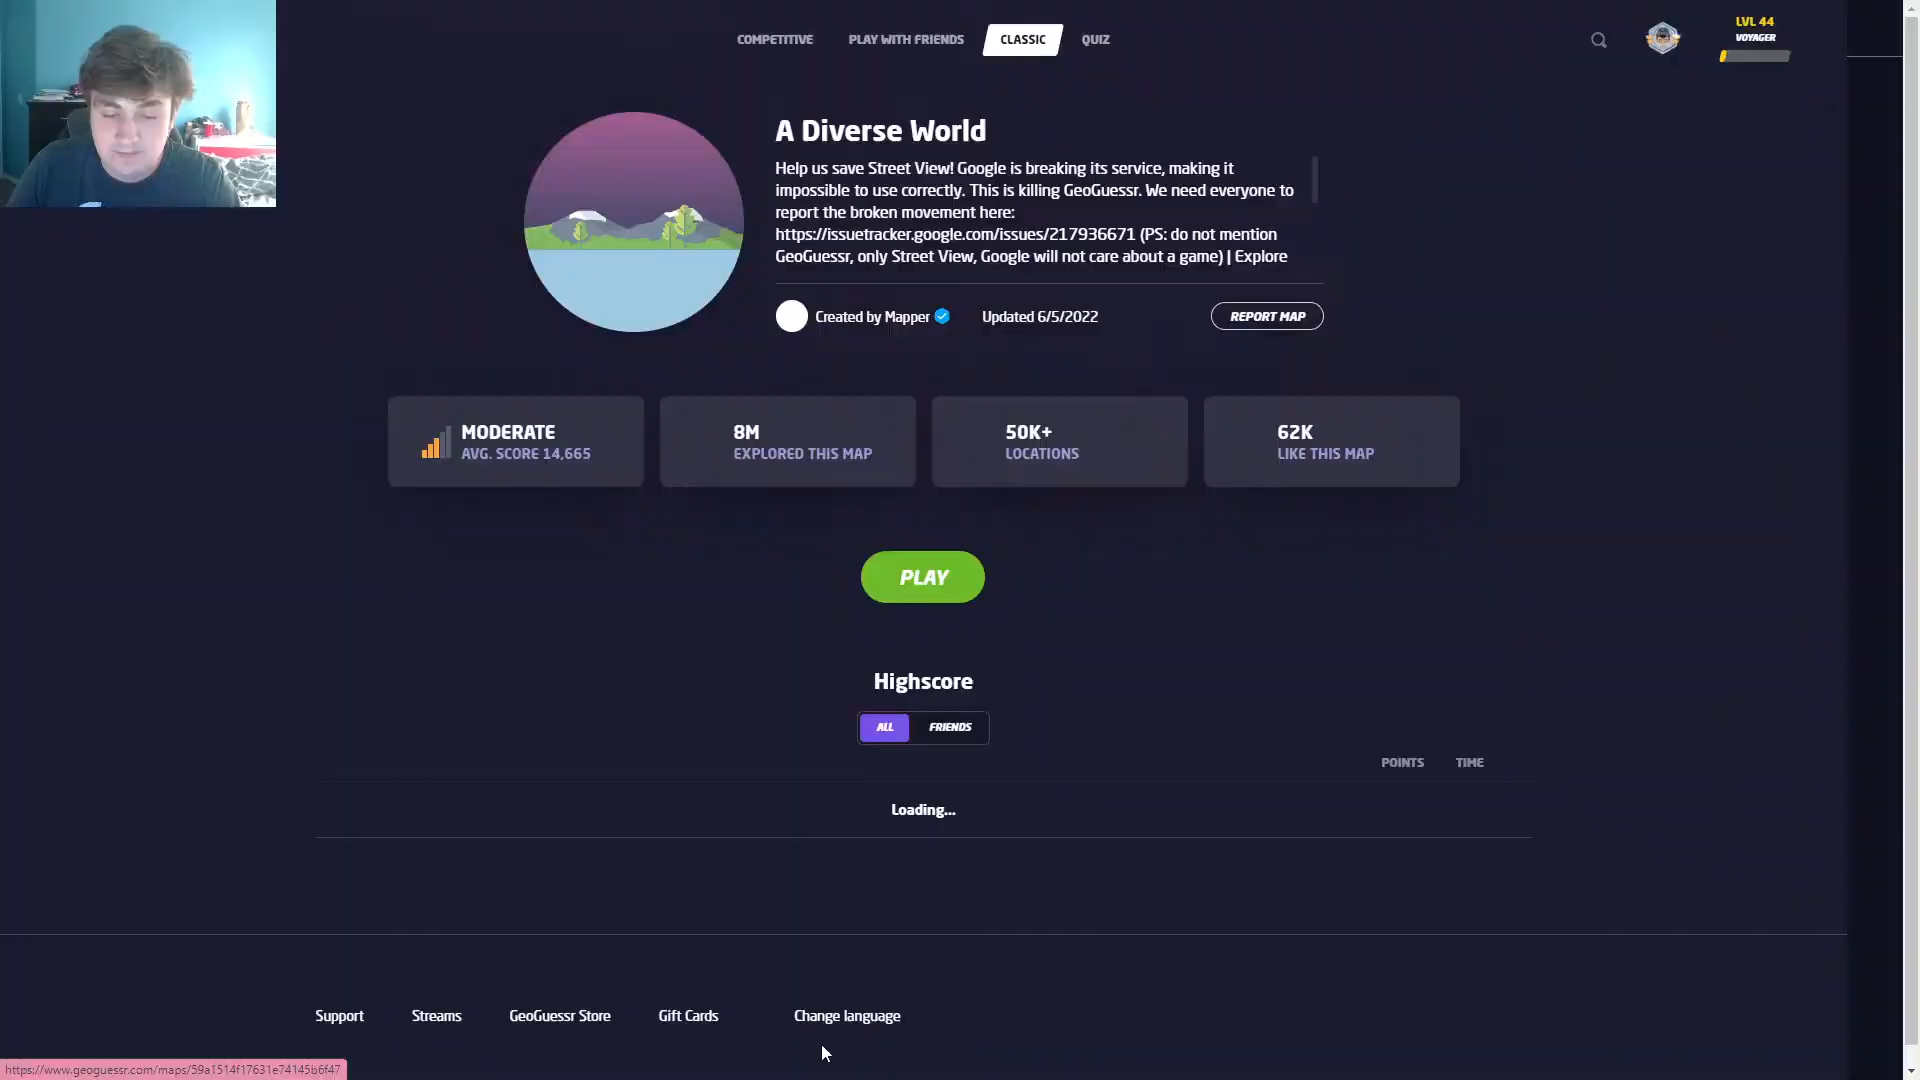 COMPETITIVE
PLAY WITH FRIENDS
CLASSIC
QUIZ
LVL 44
VOYAGER
A Diverse World
Help us save Street View! Google is breaking its service, making it
impossible to use correctly. This is killing GeoGuessr. We need everyone to
report the broken movement here:
https://issuetracker.google.com/issues/217936671 (PS: do not mention
GeoGuessr, only Street View, Google will not care about a game) | Explore
Created by Mapper
Updated 6/5/2022
REPORT MAP
MODERATE
AVG. SCORE 14,665
8M
EXPLORED THIS MAP
50K+
LOCATIONS
62K
LIKE THIS MAP
PLAY
Highscore
ALL
FRIENDS
POINTS
TIME
Loading...
Support
Streams
GeoGuessr Store
Gift Cards
Change language
https://www.geoguessr.com/maps/59a1514f17631e74145b6f47